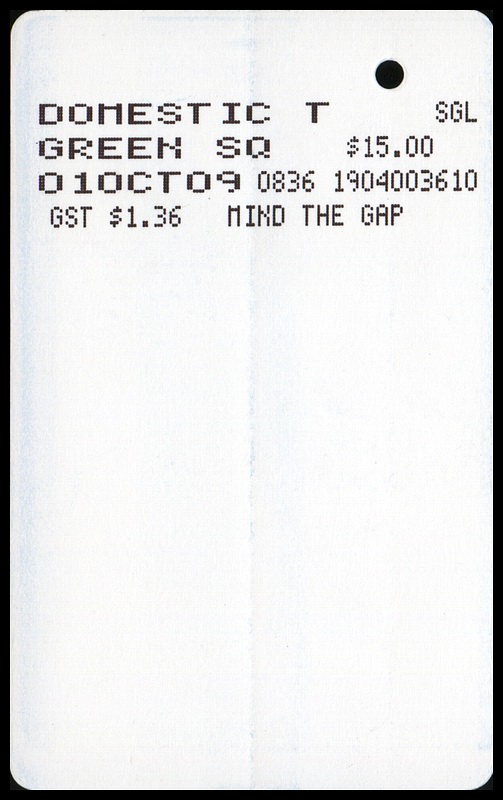 DOMESTIC T SGL
GREEN SQ $15.00
01OCT09 0836 1904003610
GST $1.36 MIND THE GAP